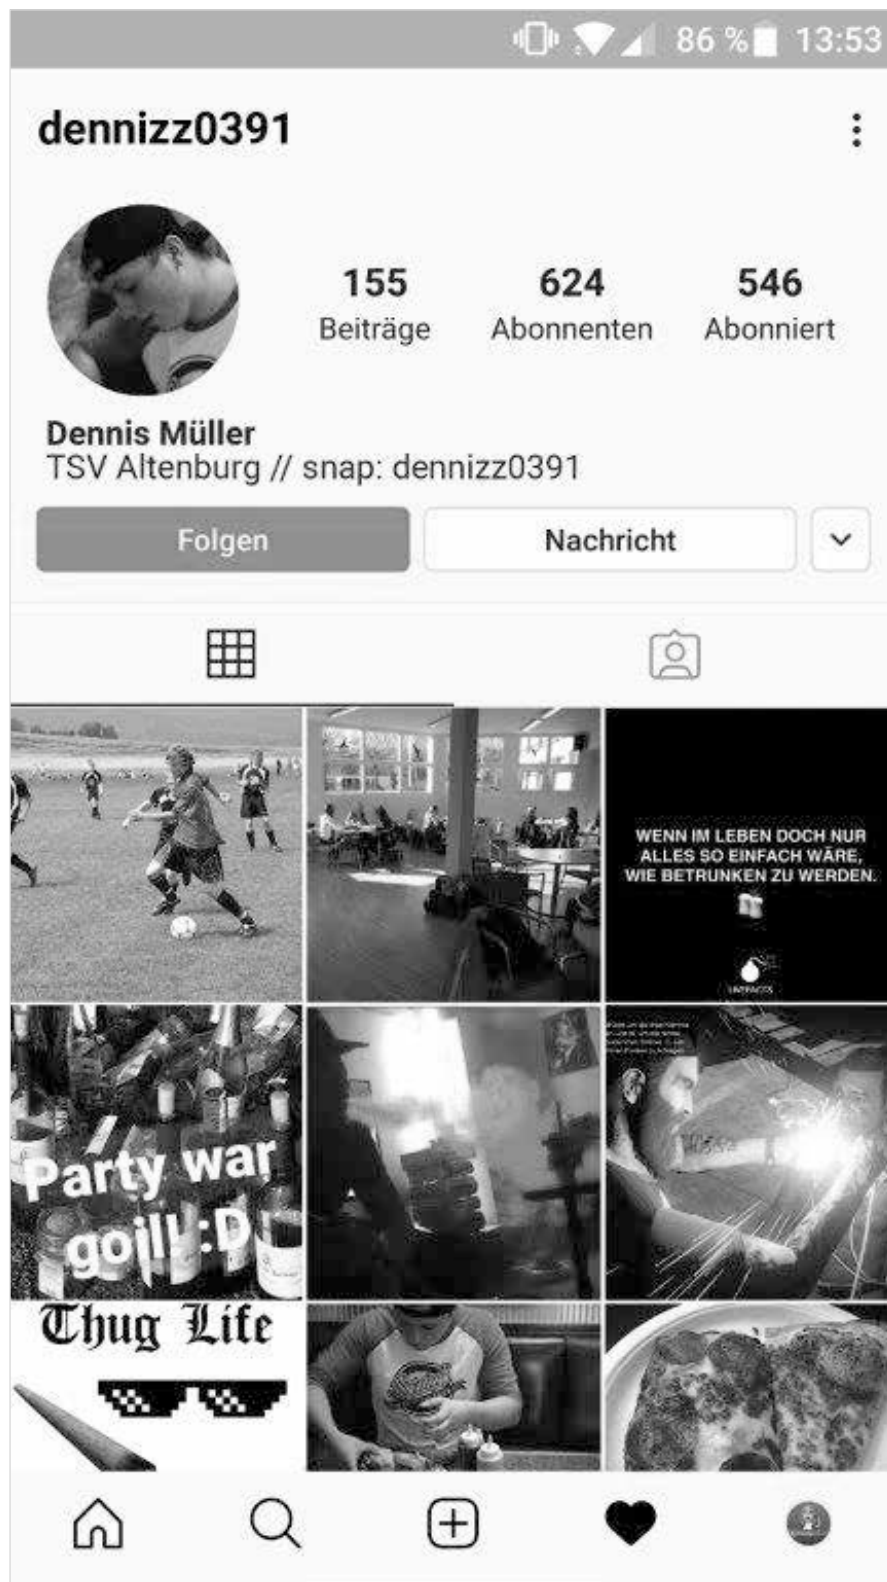 86 % 13:53
dennizz0391
155 624 546
Beiträge Abonnenten Abonniert
Dennis Müller
TSV Altenburg // snap: dennizz0391
Folgen Nachricht
WENN IM LEBEN DOCH NUR
ALLES SO EINFACH WÄRE,
WIE BETRUNKEN ZU WERDEN.
Party war
goil! :D
Thug Life